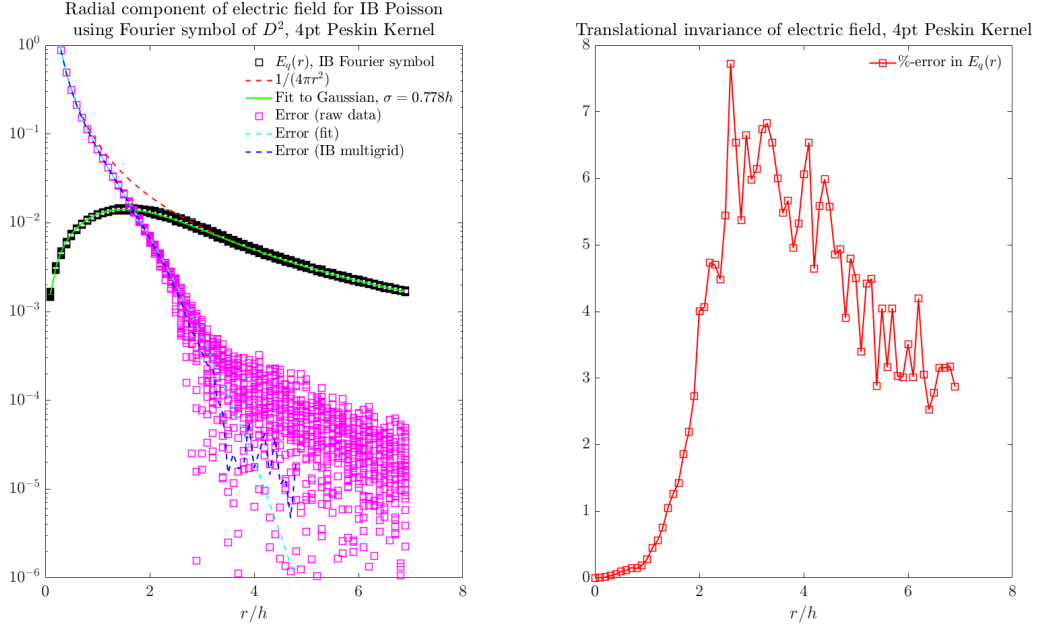 Radial component of electric field for IB Poisson
using Fourier symbol of D², 4pt Peskin Kernel
10⁰
10⁻¹
10⁻²
10⁻³
10⁻⁴
10⁻⁵
10⁻⁶
E_q(r), IB Fourier symbol
1/(4πr²)
Fit to Gaussian, σ = 0.778h
Error (raw data)
Error (fit)
Error (IB multigrid)
0 2 4 6 8
r/h
Translational invariance of electric field, 4pt Peskin Kernel
8
7
6
5
4
3
2
1
0
%-error in E_q(r)
0 2 4 6 8
r/h